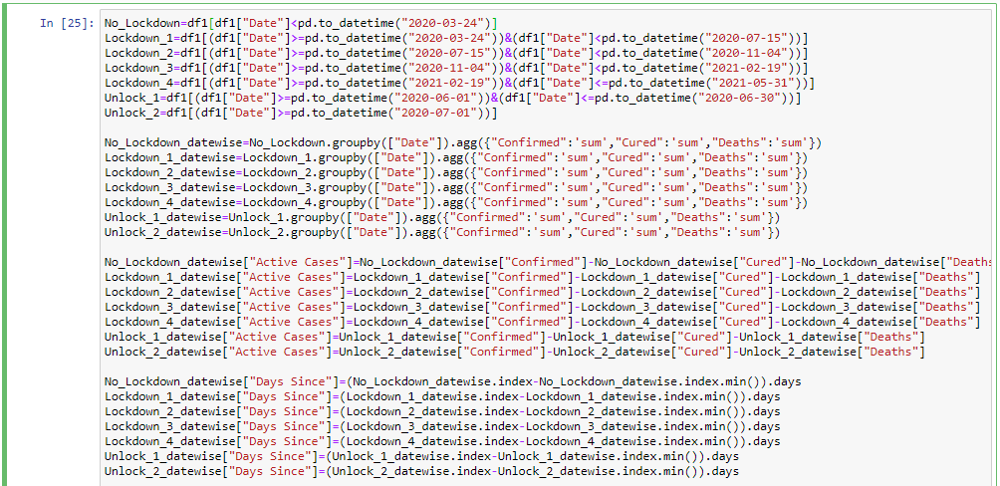 In [25]: No_Lockdown=df1[df1["Date"]<pd.to_datetime("2020-03-24")]
Lockdown_1=df1[(df1["Date"]>=pd.to_datetime("2020-03-24"))&(df1["Date"]<pd.to_datetime("2020-07-15"))]
Lockdown_2=df1[(df1["Date"]>=pd.to_datetime("2020-07-15"))&(df1["Date"]<pd.to_datetime("2020-11-04"))]
Lockdown_3=df1[(df1["Date"]>=pd.to_datetime("2020-11-04"))&(df1["Date"]<pd.to_datetime("2021-02-19"))]
Lockdown_4=df1[(df1["Date"]>=pd.to_datetime("2021-02-19"))&(df1["Date"]<=pd.to_datetime("2021-05-31"))]
Unlock_1=df1[(df1["Date"]>=pd.to_datetime("2020-06-01"))&(df1["Date"]<=pd.to_datetime("2020-06-30"))]
Unlock_2=df1[(df1["Date"]>=pd.to_datetime("2020-07-01"))]
No_Lockdown_datewise=No_Lockdown.groupby(["Date"]).agg({"Confirmed":'sum',"Cured":'sum',"Deaths":'sum'})
Lockdown_1_datewise=Lockdown_1.groupby(["Date"]).agg({"Confirmed":'sum',"Cured":'sum',"Deaths":'sum'})
Lockdown_2_datewise=Lockdown_2.groupby(["Date"]).agg({"Confirmed":'sum',"Cured":'sum',"Deaths":'sum'})
Lockdown_3_datewise=Lockdown_3.groupby(["Date"]).agg({"Confirmed":'sum',"Cured":'sum',"Deaths":'sum'})
Lockdown_4_datewise=Lockdown_4.groupby(["Date"]).agg({"Confirmed":'sum',"Cured":'sum',"Deaths":'sum'})
Unlock_1_datewise=Unlock_1.groupby(["Date"]).agg({"Confirmed":'sum',"Cured":'sum',"Deaths":'sum'})
Unlock_2_datewise=Unlock_2.groupby(["Date"]).agg({"Confirmed":'sum',"Cured":'sum',"Deaths":'sum'})
No_Lockdown_datewise["Active Cases"]=No_Lockdown_datewise["Confirmed"]-No_Lockdown_datewise["Cured"]-No_Lockdown_datewise["Deaths
Lockdown_1_datewise["Active Cases"]=Lockdown_1_datewise["Confirmed"]-Lockdown_1_datewise["Cured"]-Lockdown_1_datewise["Deaths"]
Lockdown_2_datewise["Active Cases"]=Lockdown_2_datewise["Confirmed"]-Lockdown_2_datewise["Cured"]-Lockdown_2_datewise["Deaths"]
Lockdown_3_datewise["Active Cases"]=Lockdown_3_datewise["Confirmed"]-Lockdown_3_datewise["Cured"]-Lockdown_3_datewise["Deaths"]
Lockdown_4_datewise["Active Cases"]=Lockdown_4_datewise["Confirmed"]-Lockdown_4_datewise["Cured"]-Lockdown_4_datewise["Deaths"]
Unlock_1_datewise["Active Cases"]=Unlock_1_datewise["Confirmed"]-Unlock_1_datewise["Cured"]-Unlock_1_datewise["Deaths"]
Unlock_2_datewise["Active Cases"]=Unlock_2_datewise["Confirmed"]-Unlock_2_datewise["Cured"]-Unlock_2_datewise["Deaths"]
No_Lockdown_datewise["Days Since"]=(No_Lockdown_datewise.index-No_Lockdown_datewise.index.min()).days
Lockdown_1_datewise["Days Since"]=(Lockdown_1_datewise.index-Lockdown_1_datewise.index.min()).days
Lockdown_2_datewise["Days Since"]=(Lockdown_2_datewise.index-Lockdown_2_datewise.index.min()).days
Lockdown_3_datewise["Days Since"]=(Lockdown_3_datewise.index-Lockdown_3_datewise.index.min()).days
Lockdown_4_datewise["Days Since"]=(Lockdown_4_datewise.index-Lockdown_4_datewise.index.min()).days
Unlock_1_datewise["Days Since"]=(Unlock_1_datewise.index-Unlock_1_datewise.index.min()).days
Unlock_2_datewise["Days Since"]=(Unlock_2_datewise.index-Unlock_2_datewise.index.min()).days